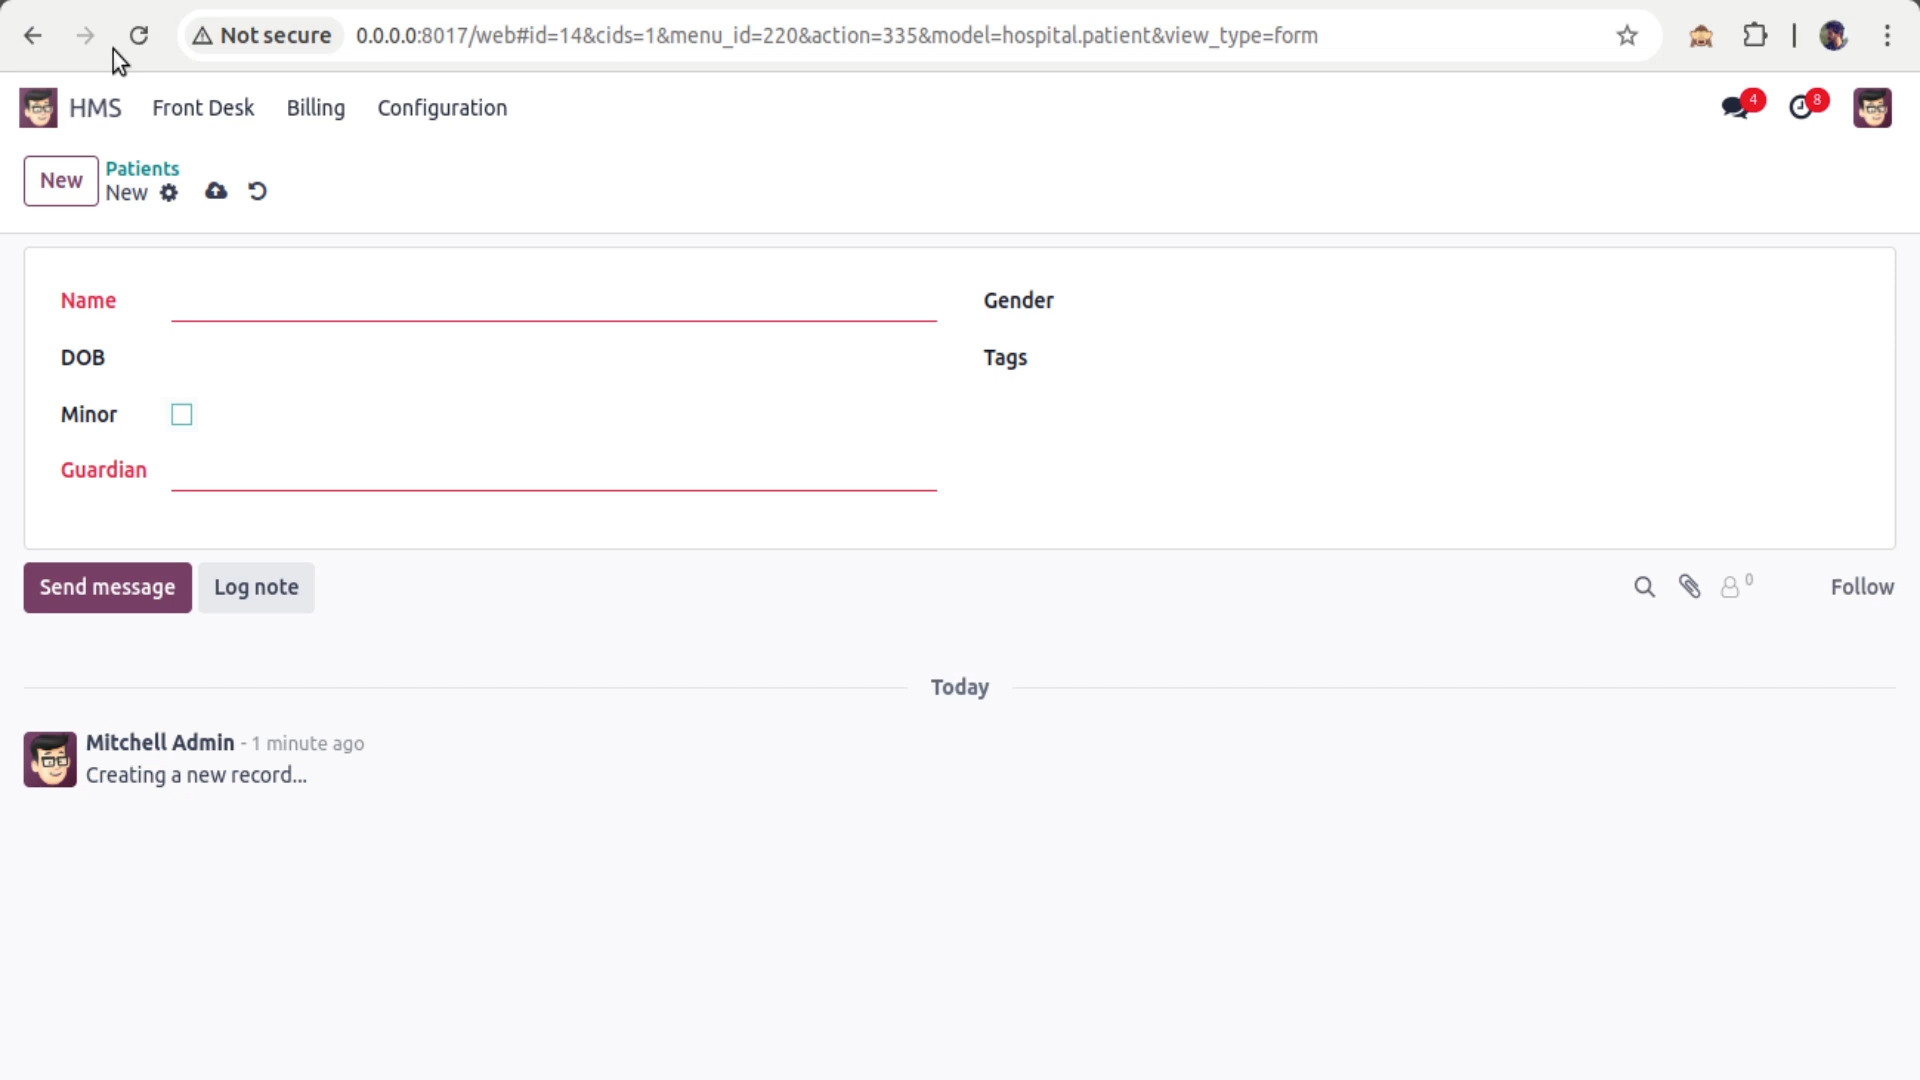 Not secure 0.0.0.0:8017/web#id=14&cids=1&menu_id=220&action=335&model=hospital.patient&view_type=form
HMS Front Desk Billing Configuration 4 8
New Patients
New
Name Gender
DOB Tags
Minor
Guardian
Send message Log note 0 Follow
Today
Mitchell Admin - 1 minute ago
Creating a new record...